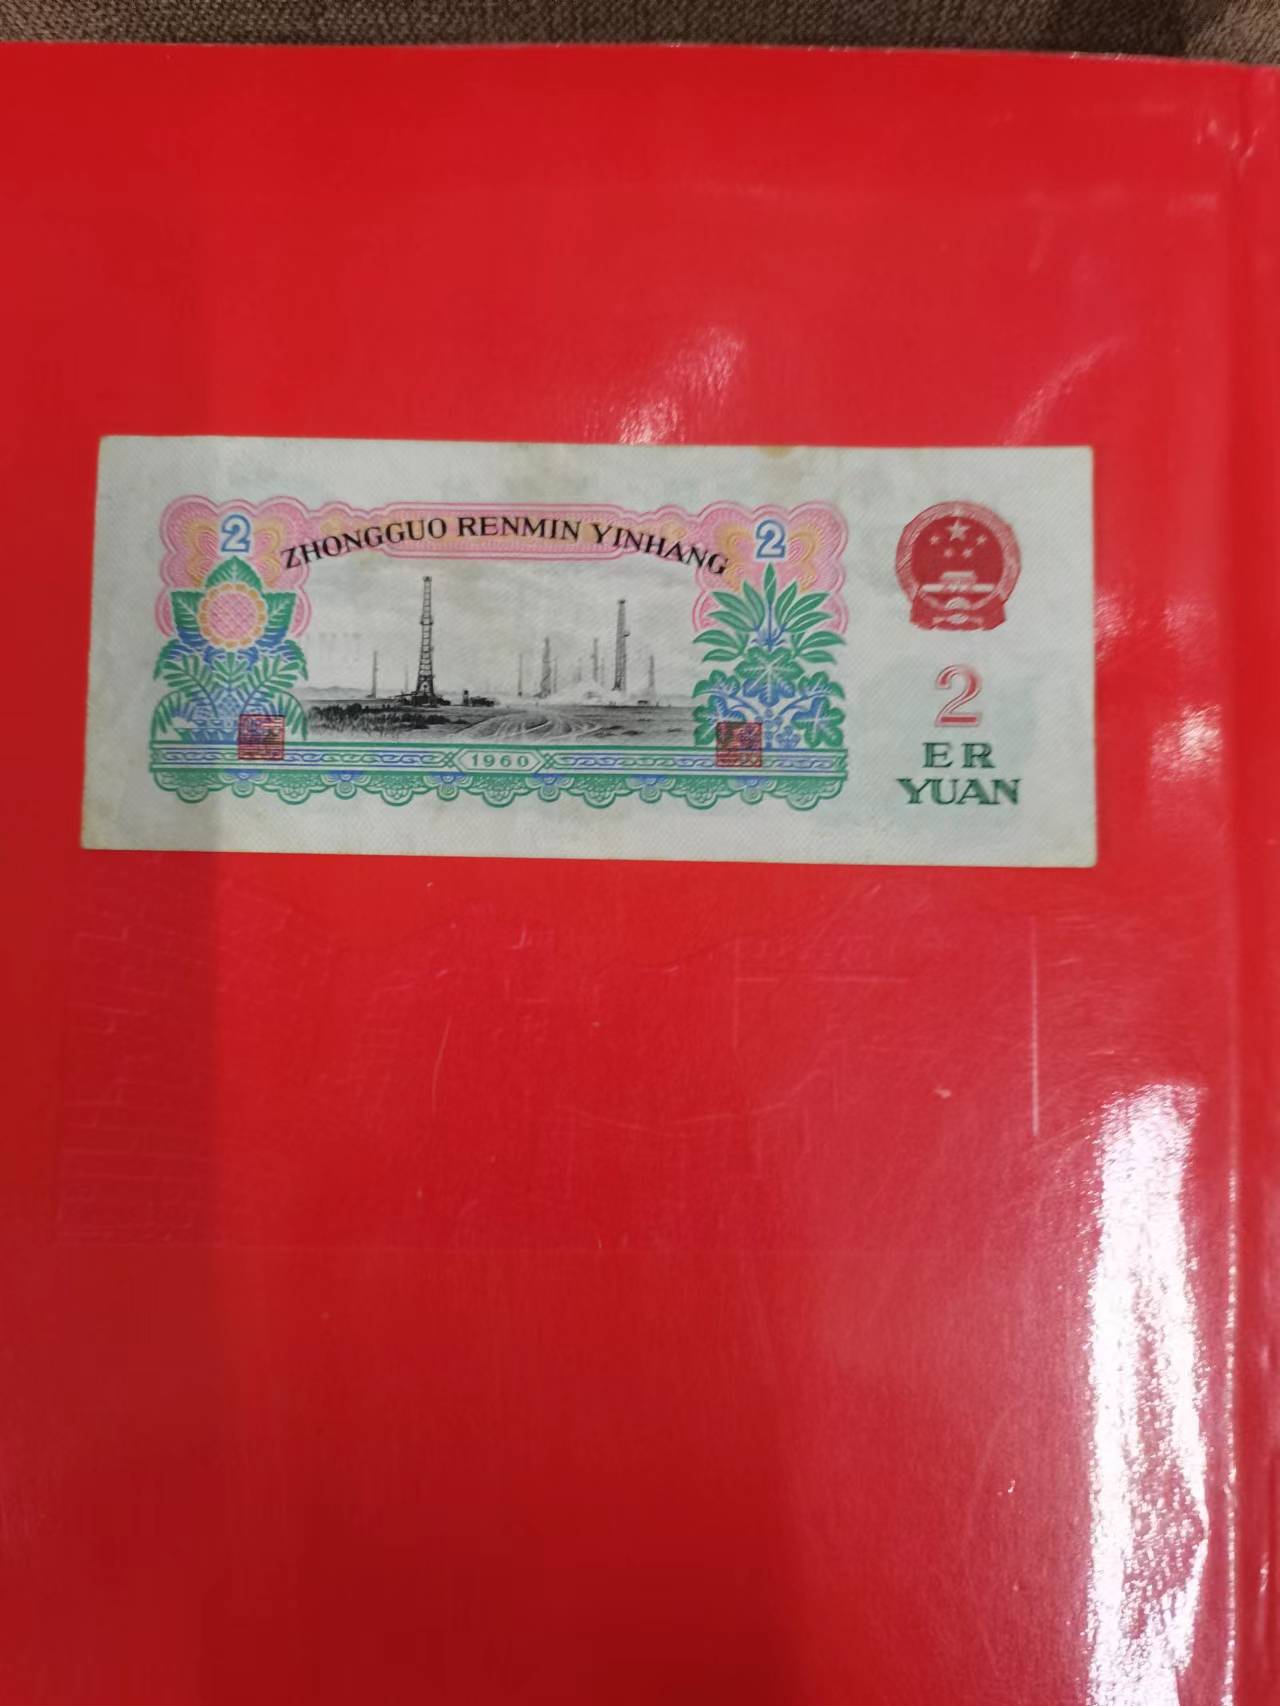 2
ZHONGGUO RENMIN YINHANG
2
1960
2
ER
YUAN